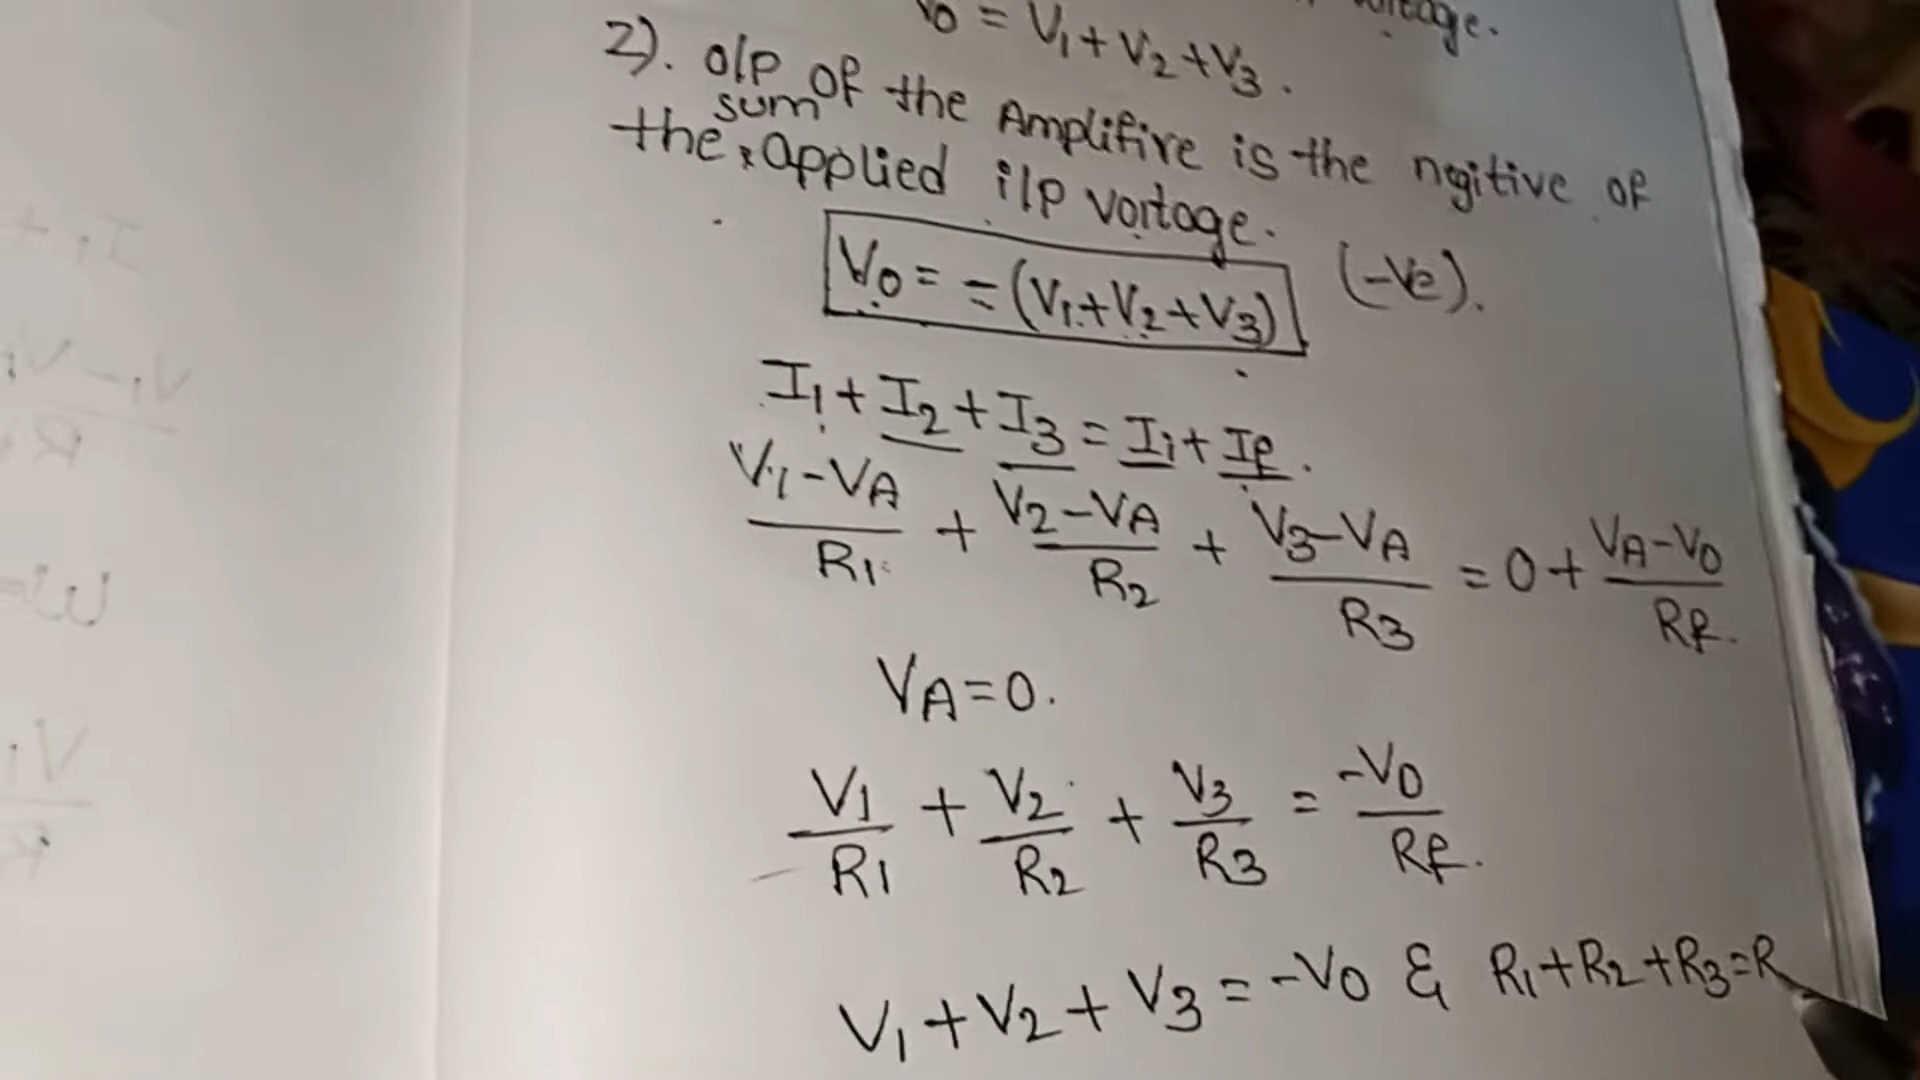 Vo = V1 + V2 + V3.
2). o/p of the Amplifire is the negitive of
sum
the applied i/p vortage.
Vo = = (V1+V2+V3) (-Ve).
I1 + I2 + I3 = Ii + If.
V1-VA/R1 + V2-VA/R2 + V3-VA/R3 = 0 + VA-VO/Rf.
VA=0.
V1/R1 + V2/R2 + V3/R3 = -VO/Rf.
V1 + V2 + V3 = -VO & R1+R2+R3=R